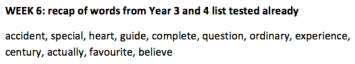 WEEK 6: recap of words from Year 3 and 4 list tested already
accident, special, heart, guide, complete, question, ordinary, experience,
century, actually, favourite, believe